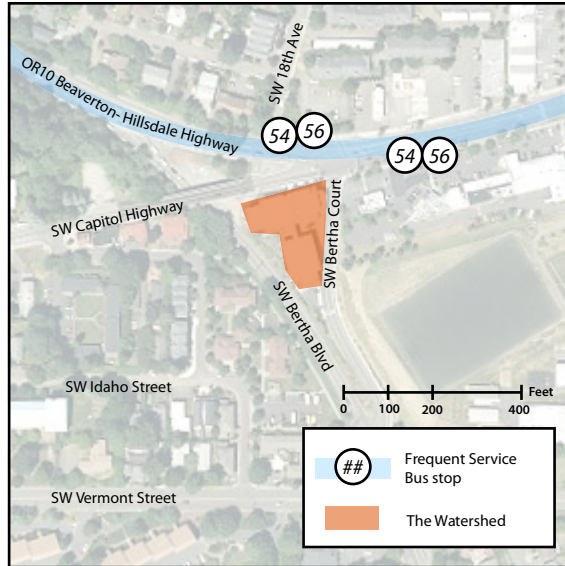 SW 18th Ave
OR10 Beaverton- Hillsdale Highway
54 56
54 56
SW Capitol Highway
SW Bertha Court
SW Bertha Blvd
SW Idaho Street
Feet
0 100 200 400
SW Vermont Street
## Frequent Service
Bus stop
The Watershed